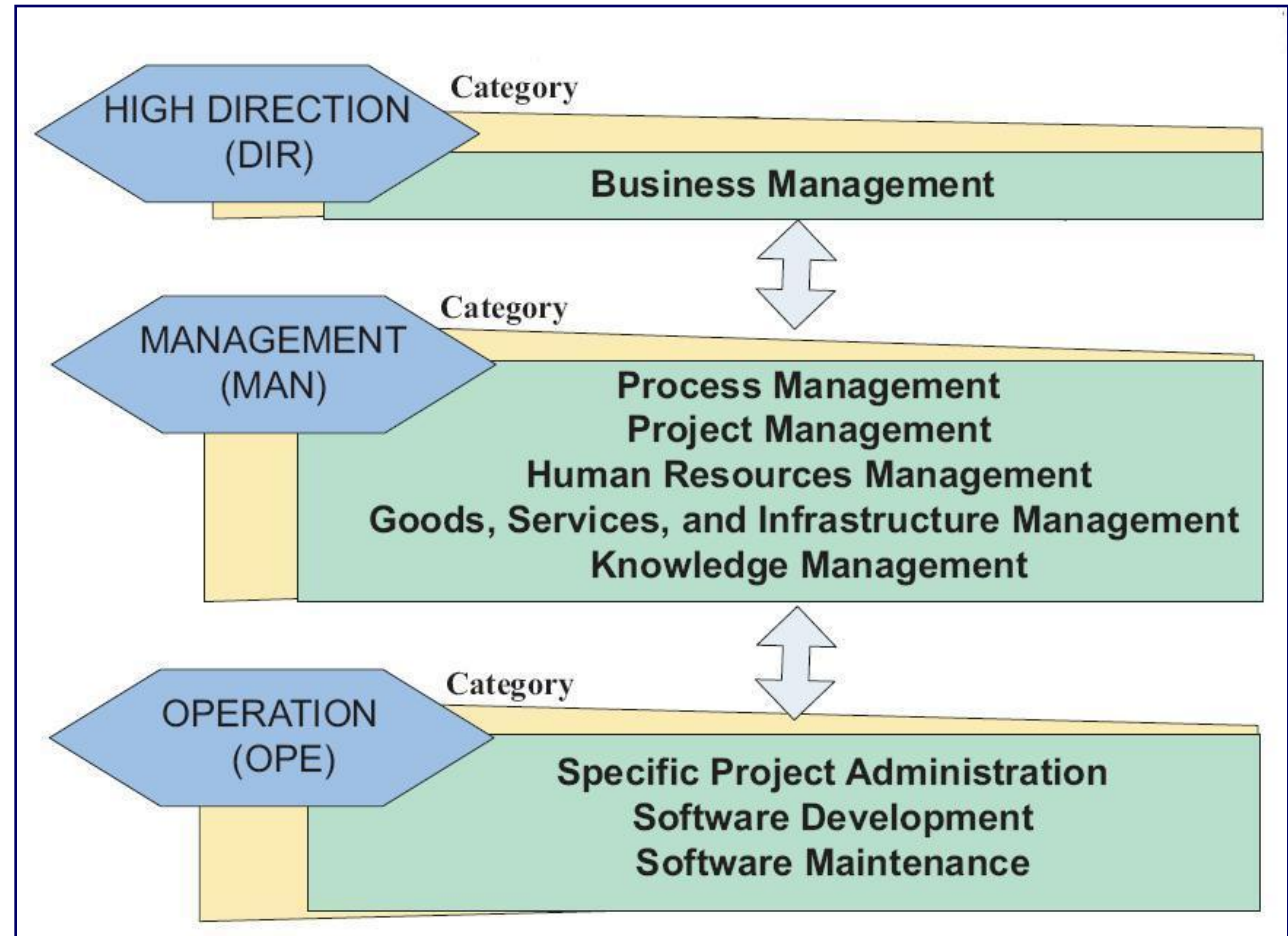 HIGH DIRECTION
(DIR)
Category
Business Management
MANAGEMENT
(MAN)
Category
Process Management
Project Management
Human Resources Management
Goods, Services, and Infrastructure Management
Knowledge Management
OPERATION
(OPE)
Category
Specific Project Administration
Software Development
Software Maintenance